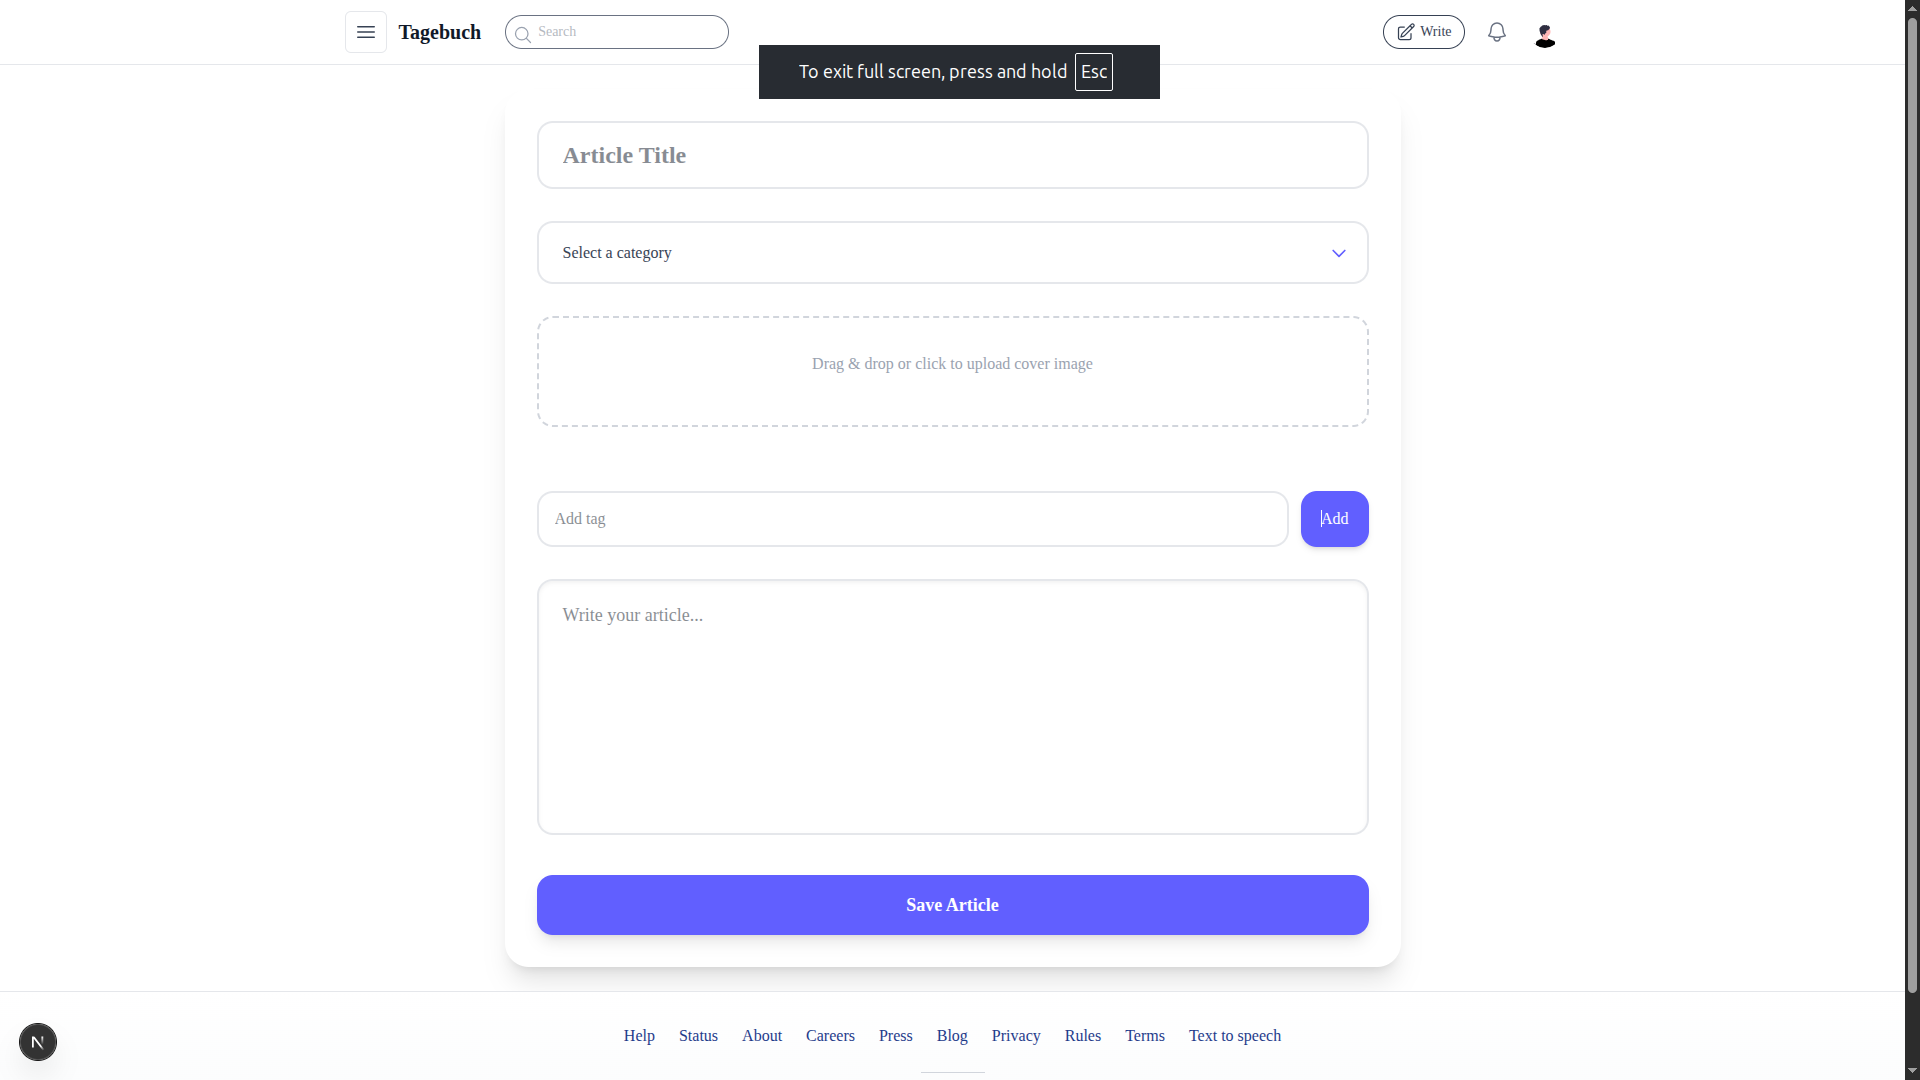 Tagebuch
Search
Write
To exit full screen, press and hold Esc
Article Title
Select a category
Drag & drop or click to upload cover image
Add tag
Add
Write your article...
Save Article
N
Help Status About Careers Press Blog Privacy Rules Terms Text to speech